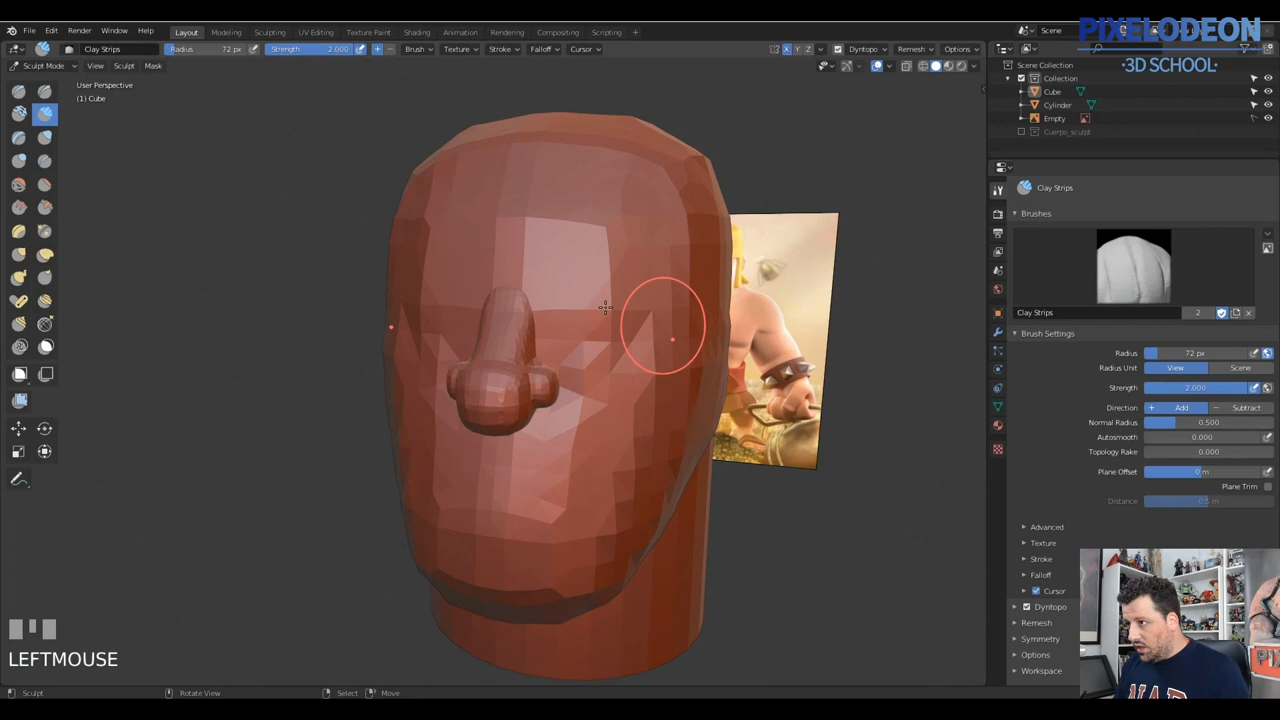 File Edit Render Window Help Layout Modeling Sculpting UV Editing Texture Paint Shading Animation Rendering Compositing Scripting + Scene
PIXELODEON
·3D SCHOOL·
Clay Strips Radius 72 px Strength 2.000 + − Brush Texture Stroke Falloff Cursor X Y Z Dyntopo Remesh Options
Sculpt Mode View Sculpt Mask
User Perspective
(1) Cube
Scene Collection
Collection
Cube
Cylinder
Empty
Cuerpo_sculpt
Clay Strips
Brushes
Clay Strips 2
Brush Settings
Radius 72 px
Radius Unit View Scene
Strength 2.000
Direction + Add − Subtract
Normal Radius 0.500
Autosmooth 0.000
Topology Rake 0.000
Plane Offset 0 m
Plane Trim
Distance 0.5 m
Advanced
Texture
Stroke
Falloff
Cursor
Dyntopo
Remesh
Symmetry
Options
Workspace
LEFTMOUSE
Sculpt Rotate View Select Move